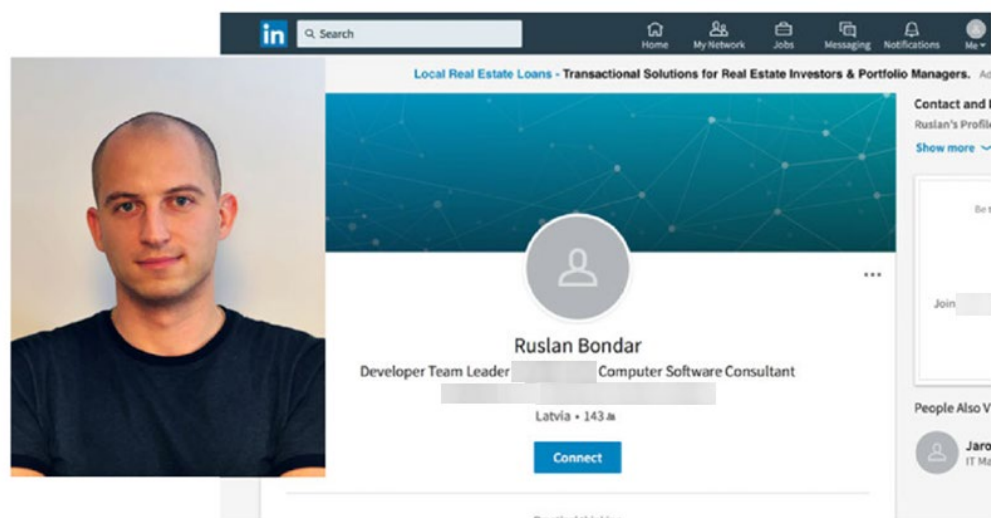 in Search Home My Network Jobs Messaging Notifications Me
Local Real Estate Loans - Transactional Solutions for Real Estate Investors & Portfolio Managers.
Contact and
Ruslan's Profile
Show more
Be
Join
Ruslan Bondar
Developer Team Leader Computer Software Consultant
Latvia • 143
Connect
People Also V
Jaro
IT Ma